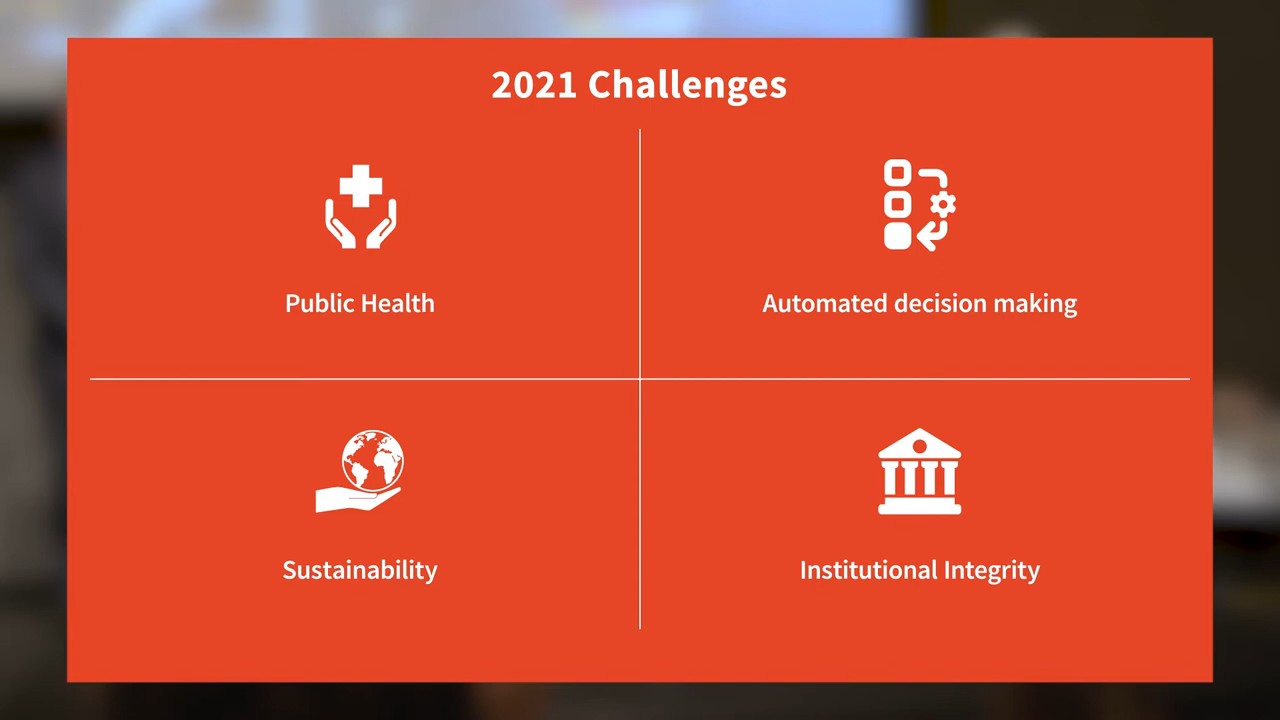 2021 Challenges
Public Health
Automated decision making
Sustainability
Institutional Integrity